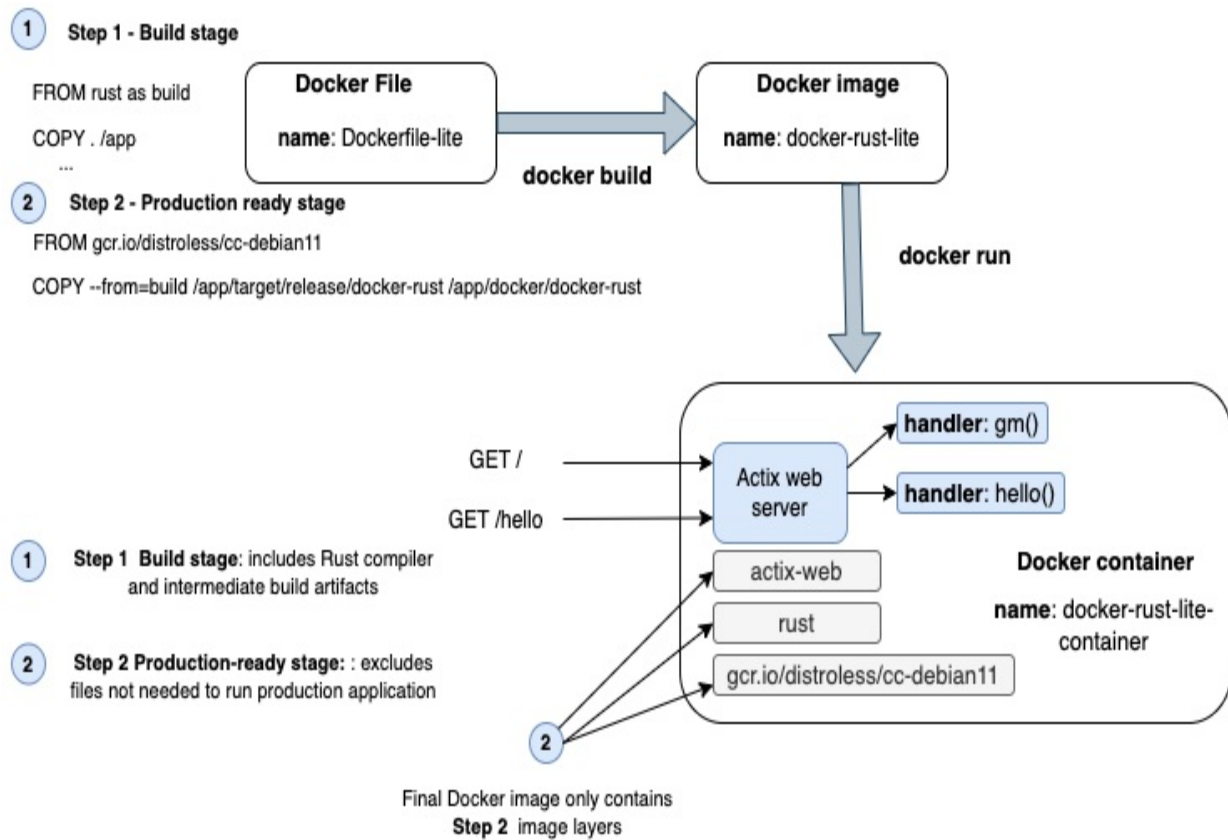 1
Step 1 - Build stage
FROM rust as build
COPY . /app
...
Docker File
name: Dockerfile-lite
docker build
Docker image
name: docker-rust-lite
2
Step 2 - Production ready stage
FROM gcr.io/distroless/cc-debian11
COPY --from=build /app/target/release/docker-rust /app/docker/docker-rust
docker run
GET /
GET /hello
Actix web
server
handler: gm()
handler: hello()
actix-web
rust
gcr.io/distroless/cc-debian11
Docker container
name: docker-rust-lite-
container
1
Step 1 Build stage: includes Rust compiler
and intermediate build artifacts
2
Step 2 Production-ready stage: : excludes
files not needed to run production application
2
Final Docker image only contains
Step 2 image layers